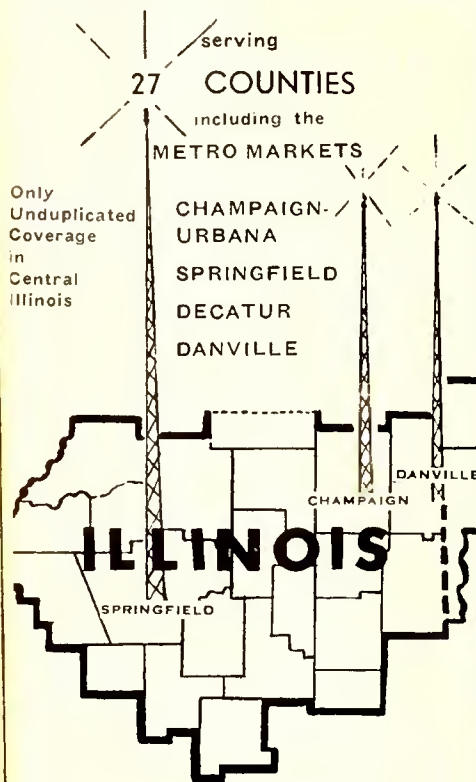 serving
27 COUNTIES
including the
METRO MARKETS
Only
Unduplicated
Coverage
in
Central
Illinois
CHAMPAIGN-
URBANA
SPRINGFIELD
DECATUR
DANVILLE
DANVILLE
CHAMPAIGN
ILLINOIS
SPRINGFIELD